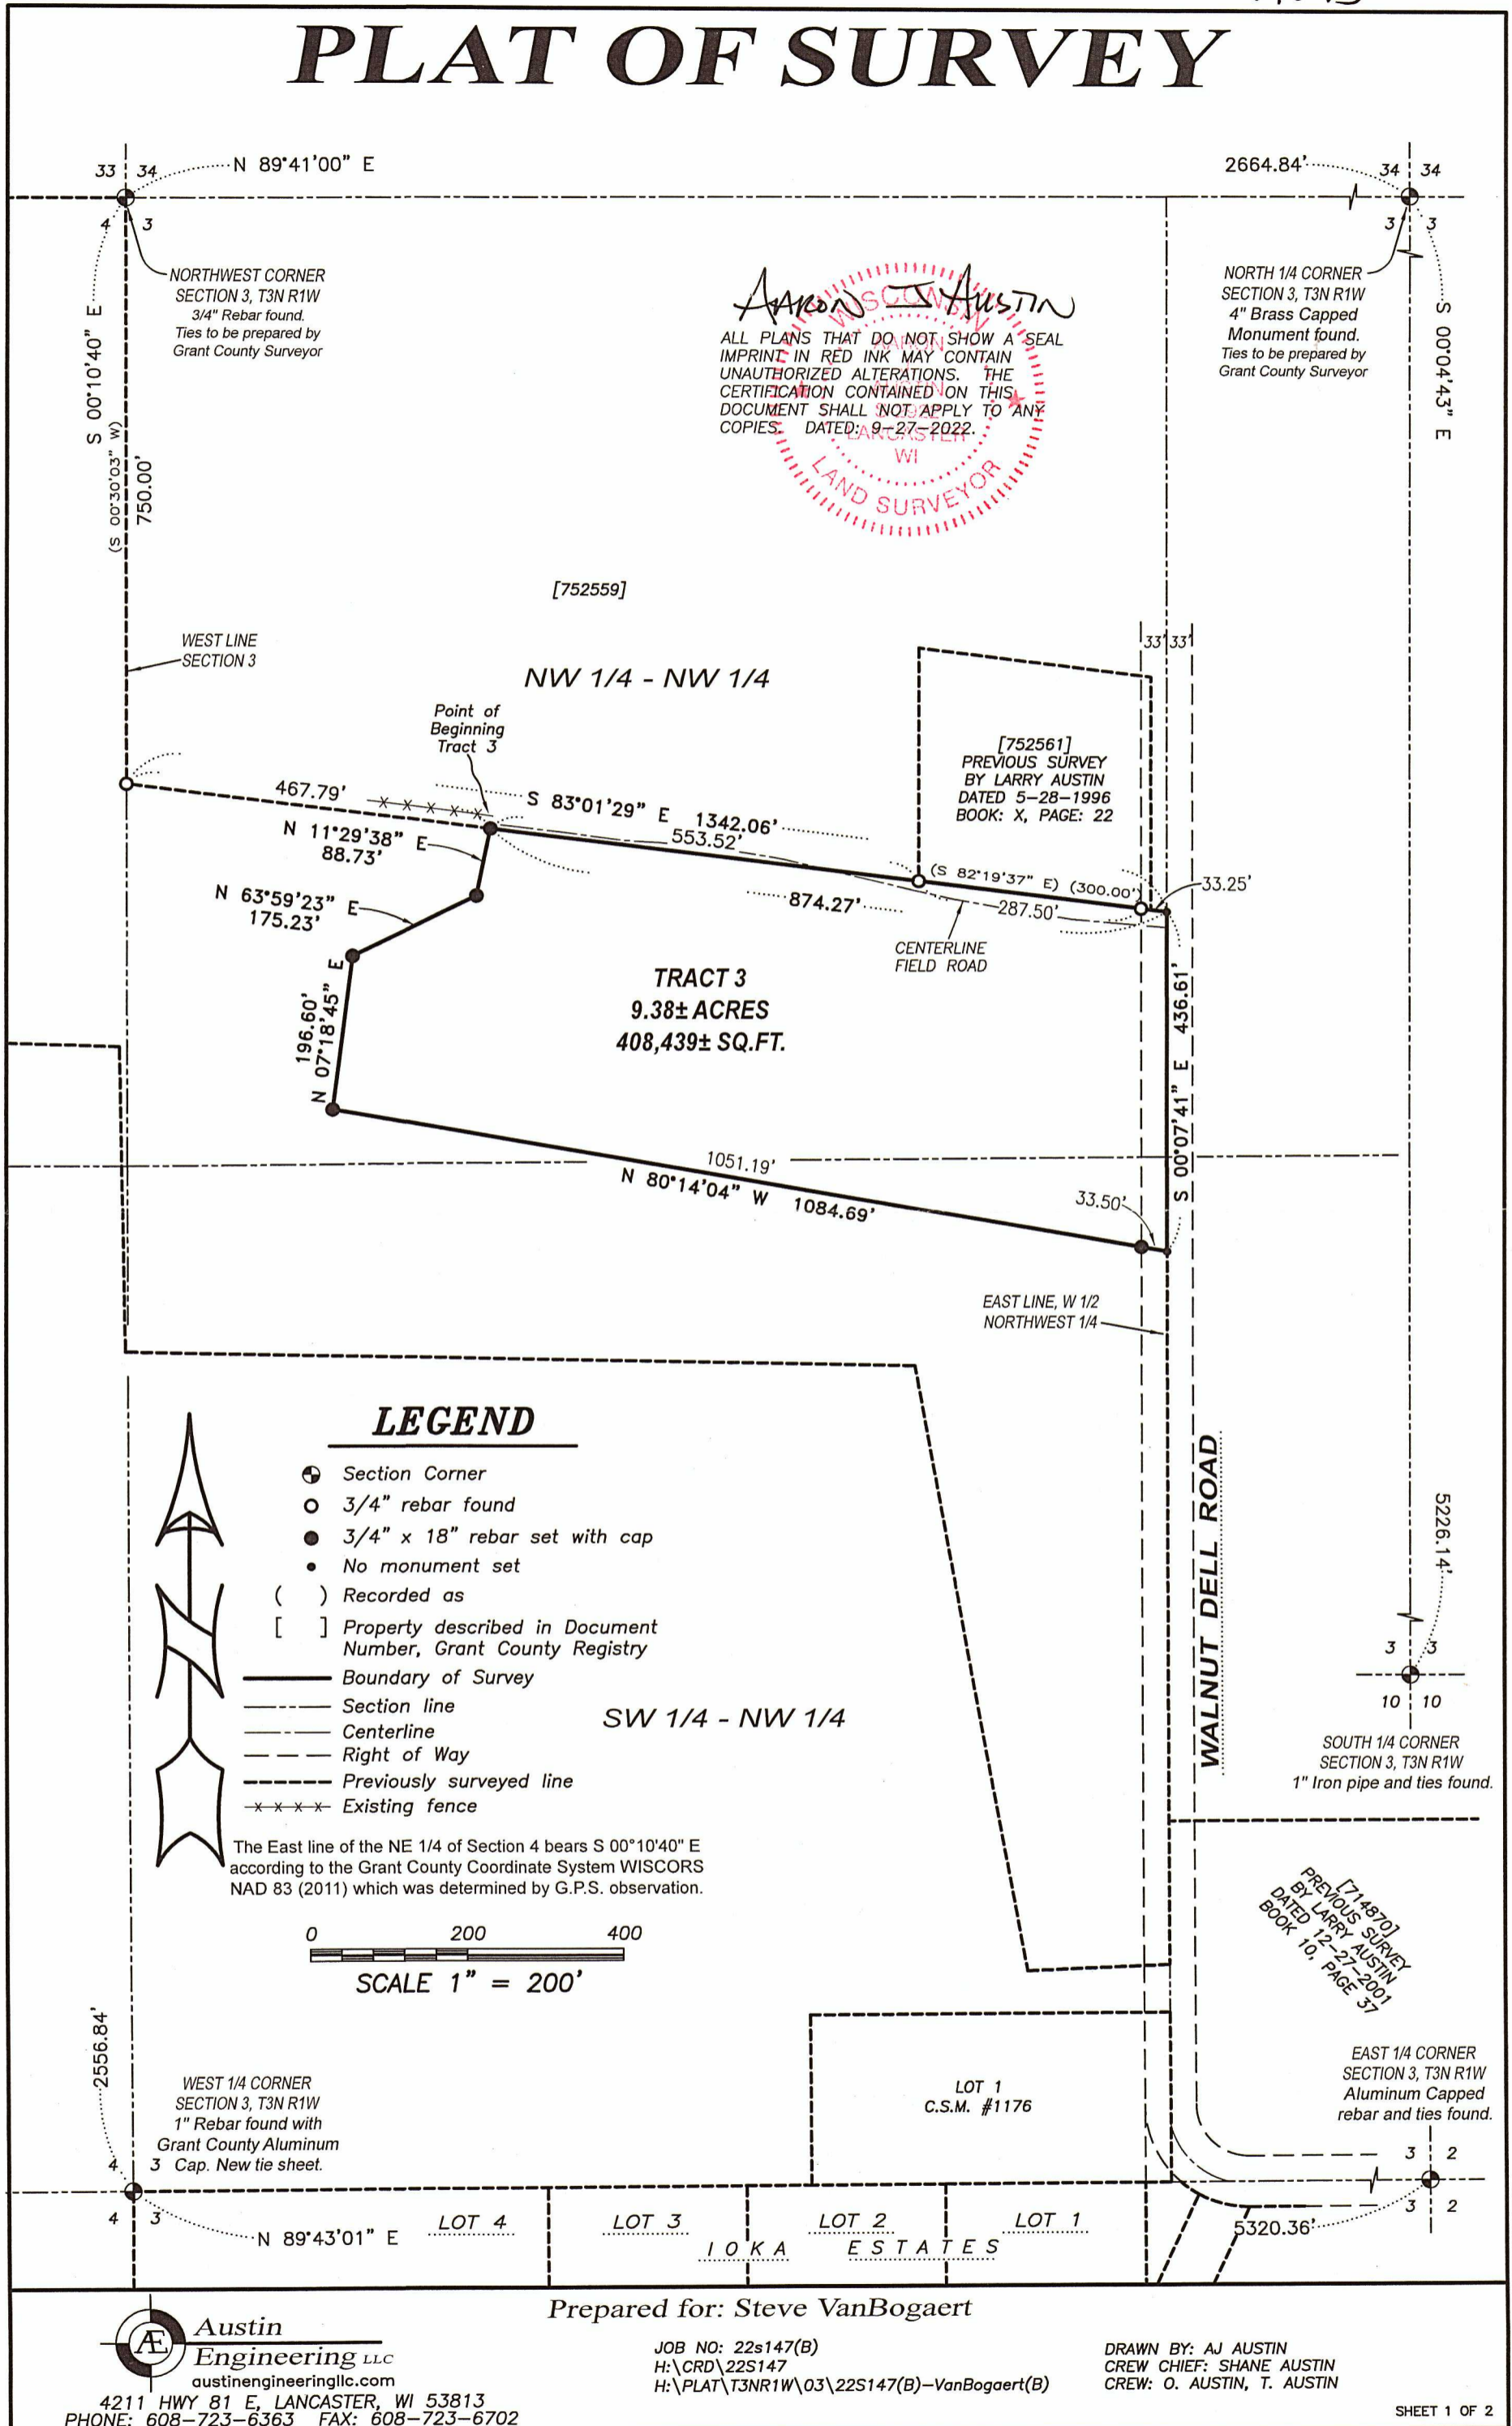 PLAT OF SURVEY
33 34
N 89°41'00" E
2664.84'
34 34
4 3
3 3
NORTHWEST CORNER
SECTION 3, T3N R1W
3/4" Rebar found.
Ties to be prepared by
Grant County Surveyor
NORTH 1/4 CORNER
SECTION 3, T3N R1W
4" Brass Capped
Monument found.
Ties to be prepared by
Grant County Surveyor
S 00°10'40" E
(S 00°30'03" W)
750.00'
S 00°04'43" E
AARON J AUSTIN
ALL PLANS THAT DO NOT SHOW A SEAL
IMPRINT IN RED INK MAY CONTAIN
UNAUTHORIZED ALTERATIONS. THE
CERTIFICATION CONTAINED ON THIS
DOCUMENT SHALL NOT APPLY TO ANY
COPIES. DATED: 9-27-2022.
WISCONSIN
AARON
J
AUSTIN
S-2922
LANCASTER
WI
LAND SURVEYOR
[752559]
WEST LINE
SECTION 3
33' 33'
NW 1/4 - NW 1/4
Point of
Beginning
Tract 3
[752561]
PREVIOUS SURVEY
BY LARRY AUSTIN
DATED 5-28-1996
BOOK: X, PAGE: 22
467.79'
S 83°01'29" E 1342.06'
553.52'
N 11°29'38" E
88.73'
(S 82°19'37" E) (300.00')
33.25'
N 63°59'23" E
175.23'
874.27'
287.50'
CENTERLINE
FIELD ROAD
TRACT 3
9.38± ACRES
408,439± SQ.FT.
196.60'
N 07°18'45" E
S 00°07'41" E 436.61'
1051.19'
N 80°14'04" W 1084.69'
33.50'
EAST LINE, W 1/2
NORTHWEST 1/4
LEGEND
Section Corner
3/4" rebar found
3/4" x 18" rebar set with cap
No monument set
( ) Recorded as
[ ] Property described in Document
Number, Grant County Registry
Boundary of Survey
Section line
Centerline
Right of Way
Previously surveyed line
x x x x Existing fence
N
The East line of the NE 1/4 of Section 4 bears S 00°10'40" E
according to the Grant County Coordinate System WISCORS
NAD 83 (2011) which was determined by G.P.S. observation.
0 200 400
SCALE 1" = 200'
SW 1/4 - NW 1/4
WALNUT DELL ROAD
5226.14'
3 3
10 10
SOUTH 1/4 CORNER
SECTION 3, T3N R1W
1" Iron pipe and ties found.
[714870]
PREVIOUS SURVEY
BY LARRY AUSTIN
DATED 12-27-2001
BOOK 10, PAGE 37
2556.84'
WEST 1/4 CORNER
SECTION 3, T3N R1W
1" Rebar found with
Grant County Aluminum
Cap. New tie sheet.
4 3
4 3
LOT 1
C.S.M. #1176
EAST 1/4 CORNER
SECTION 3, T3N R1W
Aluminum Capped
rebar and ties found.
3 2
3 2
N 89°43'01" E
LOT 4
LOT 3
LOT 2
LOT 1
5320.36'
IOKA ESTATES
Prepared for: Steve VanBogaert
AE
Austin
Engineering LLC
austinengineeringllc.com
4211 HWY 81 E, LANCASTER, WI 53813
PHONE: 608-723-6363 FAX: 608-723-6702
JOB NO: 22s147(B)
H:\CRD\22S147
H:\PLAT\T3NR1W\03\22S147(B)-VanBogaert(B)
DRAWN BY: AJ AUSTIN
CREW CHIEF: SHANE AUSTIN
CREW: O. AUSTIN, T. AUSTIN
SHEET 1 OF 2